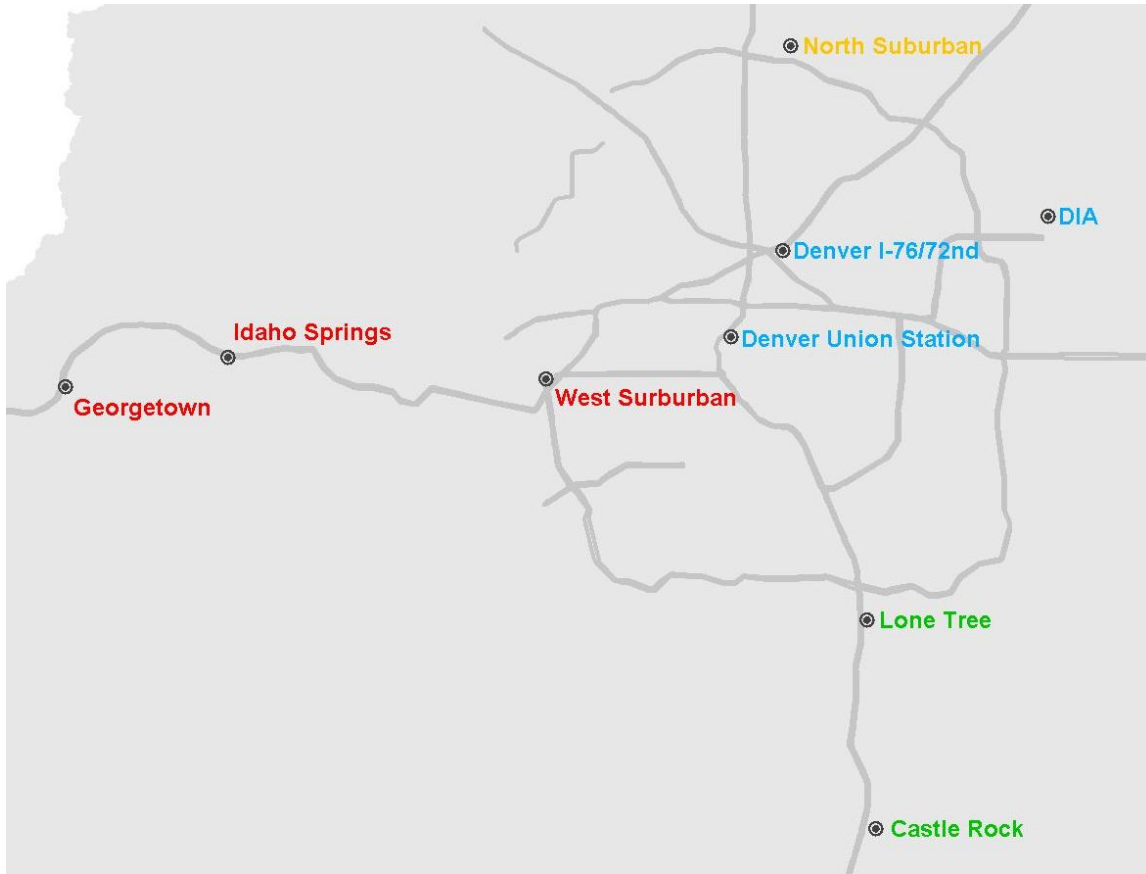 North Suburban
DIA
Denver I-76/72nd
Idaho Springs
Denver Union Station
West Surburban
Georgetown
Lone Tree
Castle Rock